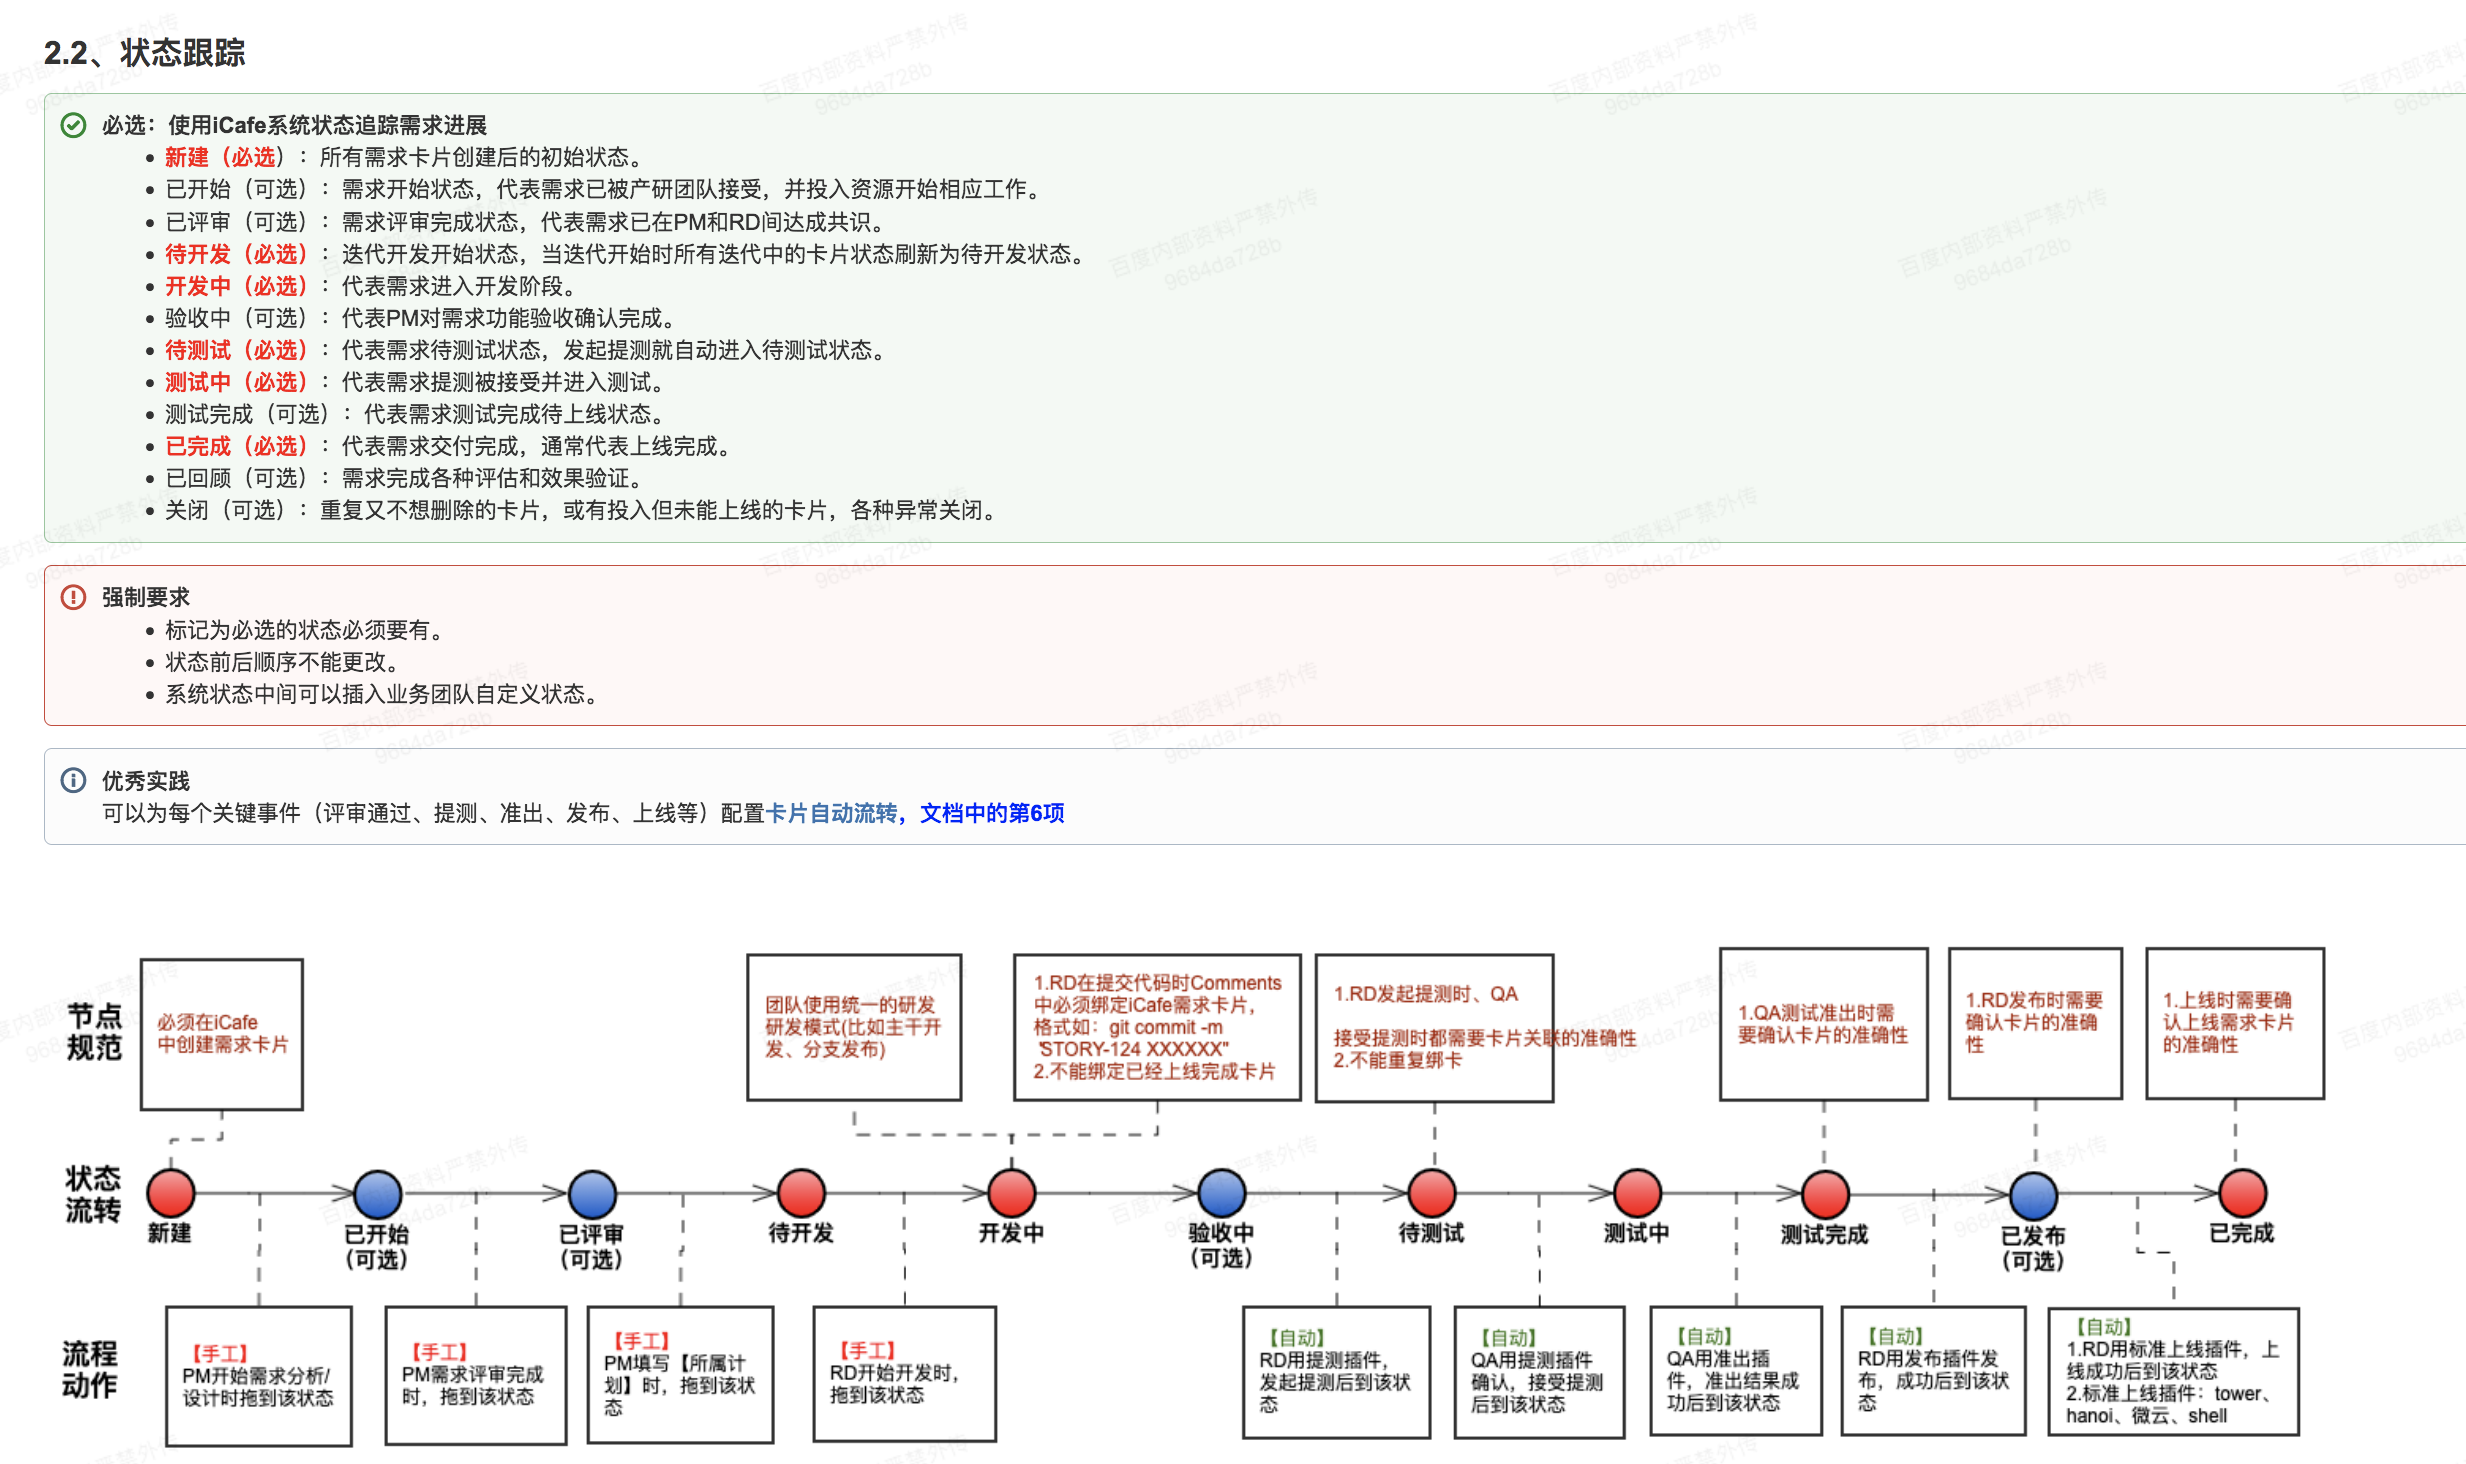 2.2、状态跟踪
必选：使用iCafe系统状态追踪需求进展
新建（必选）：所有需求卡片创建后的初始状态。
已开始（可选）：需求开始状态，代表需求已被产研团队接受，并投入资源开始相应工作。
已评审（可选）：需求评审完成状态，代表需求已在PM和RD间达成共识。
待开发（必选）：迭代开发开始状态，当迭代开始时所有迭代中的卡片状态刷新为待开发状态。
开发中（必选）：代表需求进入开发阶段。
验收中（可选）：代表PM对需求功能验收确认完成。
待测试（必选）：代表需求待测试状态，发起提测就自动进入待测试状态。
测试中（必选）：代表需求提测被接受并进入测试。
测试完成（可选）：代表需求测试完成待上线状态。
已完成（必选）：代表需求交付完成，通常代表上线完成。
已回顾（可选）：需求完成各种评估和效果验证。
关闭（可选）：重复又不想删除的卡片，或有投入但未能上线的卡片，各种异常关闭。
强制要求
标记为必选的状态必须要有。
状态前后顺序不能更改。
系统状态中间可以插入业务团队自定义状态。
优秀实践
可以为每个关键事件（评审通过、提测、准出、发布、上线等）配置卡片自动流转，文档中的第6项
节点
规范
必须在iCafe
中创建需求卡片
团队使用统一的研发
研发模式(比如主干开
发、分支发布)
1.RD在提交代码时Comments
中必须绑定iCafe需求卡片，
格式如：git commit -m
"STORY-124 XXXXXX"
2.不能绑定已经上线完成卡片
1.RD发起提测时、QA
接受提测时都需要卡片关联的准确性
2.不能重复绑卡
1.QA测试准出时需
要确认卡片的准确性
1.RD发布时需要
确认卡片的准确
性
1.上线时需要确
认上线需求卡片
的准确性
状态
流转
新建
已开始
(可选)
已评审
(可选)
待开发
开发中
验收中
(可选)
待测试
测试中
测试完成
已发布
(可选)
已完成
流程
动作
【手工】
PM开始需求分析/
设计时拖到该状态
【手工】
PM需求评审完成
时，拖到该状态
【手工】
PM填写【所属计
划】时，拖到该状
态
【手工】
RD开始开发时，
拖到该状态
【自动】
RD用提测插件，
发起提测后到该状
态
【自动】
QA用提测插件
确认，接受提测
后到该状态
【自动】
QA用准出插
件，准出结果成
功后到该状态
【自动】
RD用发布插件发
布，成功后到该状
态
【自动】
1.RD用标准上线插件，上
线成功后到该状态
2.标准上线插件：tower、
hanoi、微云、shell
百度内部资料严禁外传
9684da728b